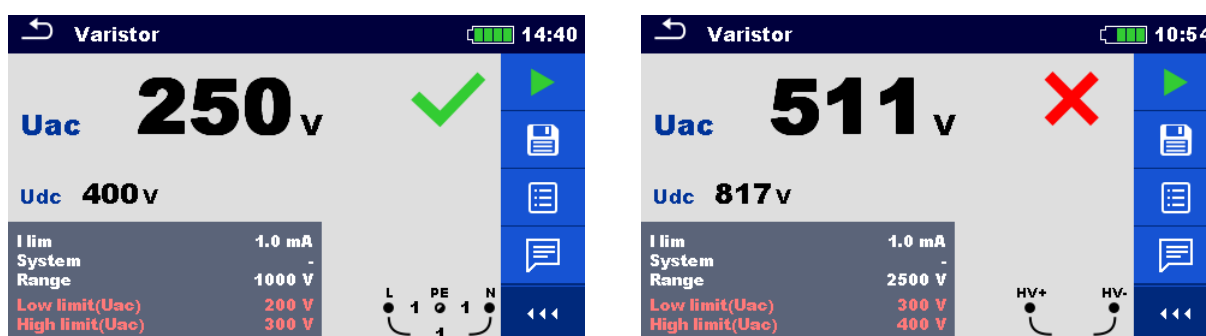 Varistor 14:40
Uac 250 V
Udc 400 V
I lim 1.0 mA
System -
Range 1000 V
Low limit(Uac) 200 V
High limit(Uac) 300 V
L PE N
1 1
1
Varistor 10:54
Uac 511 V
Udc 817 V
I lim 1.0 mA
System -
Range 2500 V
Low limit(Uac) 300 V
High limit(Uac) 400 V
HV+ HV-